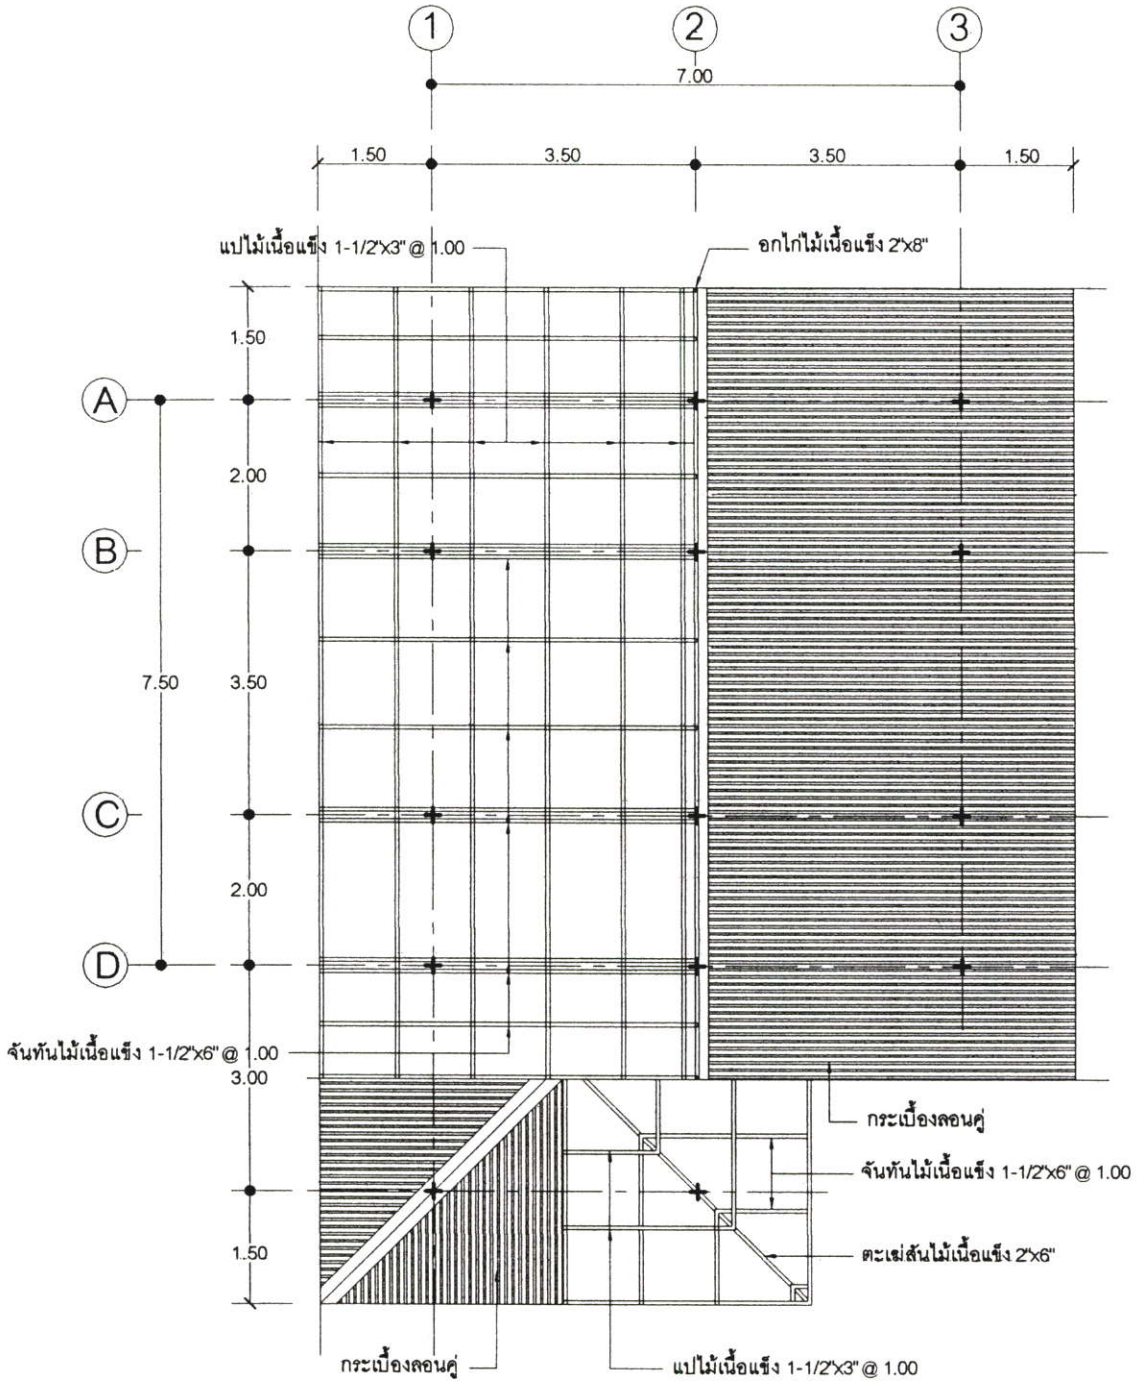 1 2 3
7.00
1.50 3.50 3.50 1.50
แปไม้เนื้อแข็ง 1-1/2"x3" @ 1.00
อกไก่ไม้เนื้อแข็ง 2"x8"
1.50
A
2.00
B
7.50 3.50
C
2.00
D
จันทันไม้เนื้อแข็ง 1-1/2"x6" @ 1.00
3.00
กระเบื้องลอนคู่
จันทันไม้เนื้อแข็ง 1-1/2"x6" @ 1.00
1.50
ตะเฆ่สันไม้เนื้อแข็ง 2"x6"
กระเบื้องลอนคู่
แปไม้เนื้อแข็ง 1-1/2"x3" @ 1.00